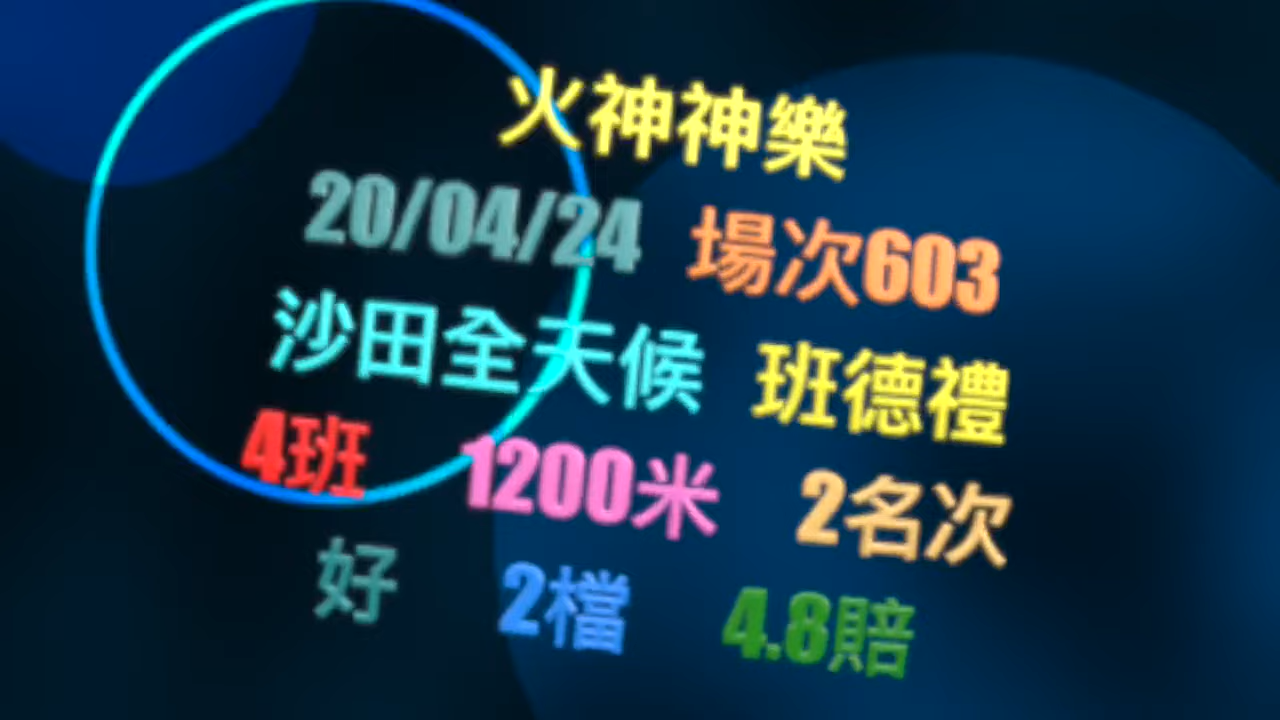 火神神樂
20/04/24 場次603
沙田全天候 班德禮
4班 1200米 2名次
好 2檔 4.8賠